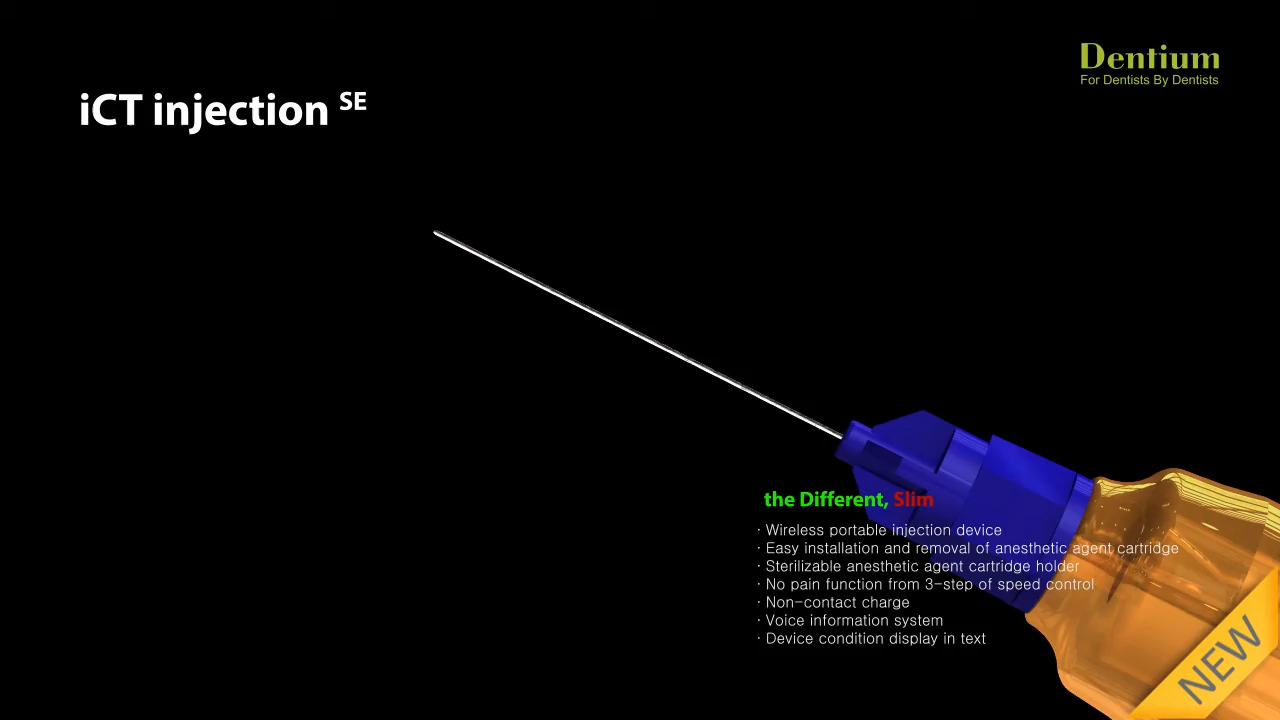 Dentium
For Dentists By Dentists
iCT injection SE
the Different, Slim
· Wireless portable injection device
· Easy installation and removal of anesthetic agent cartridge
· Sterilizable anesthetic agent cartridge holder
· No pain function from 3-step of speed control
· Non-contact charge
· Voice information system
· Device condition display in text
NEW